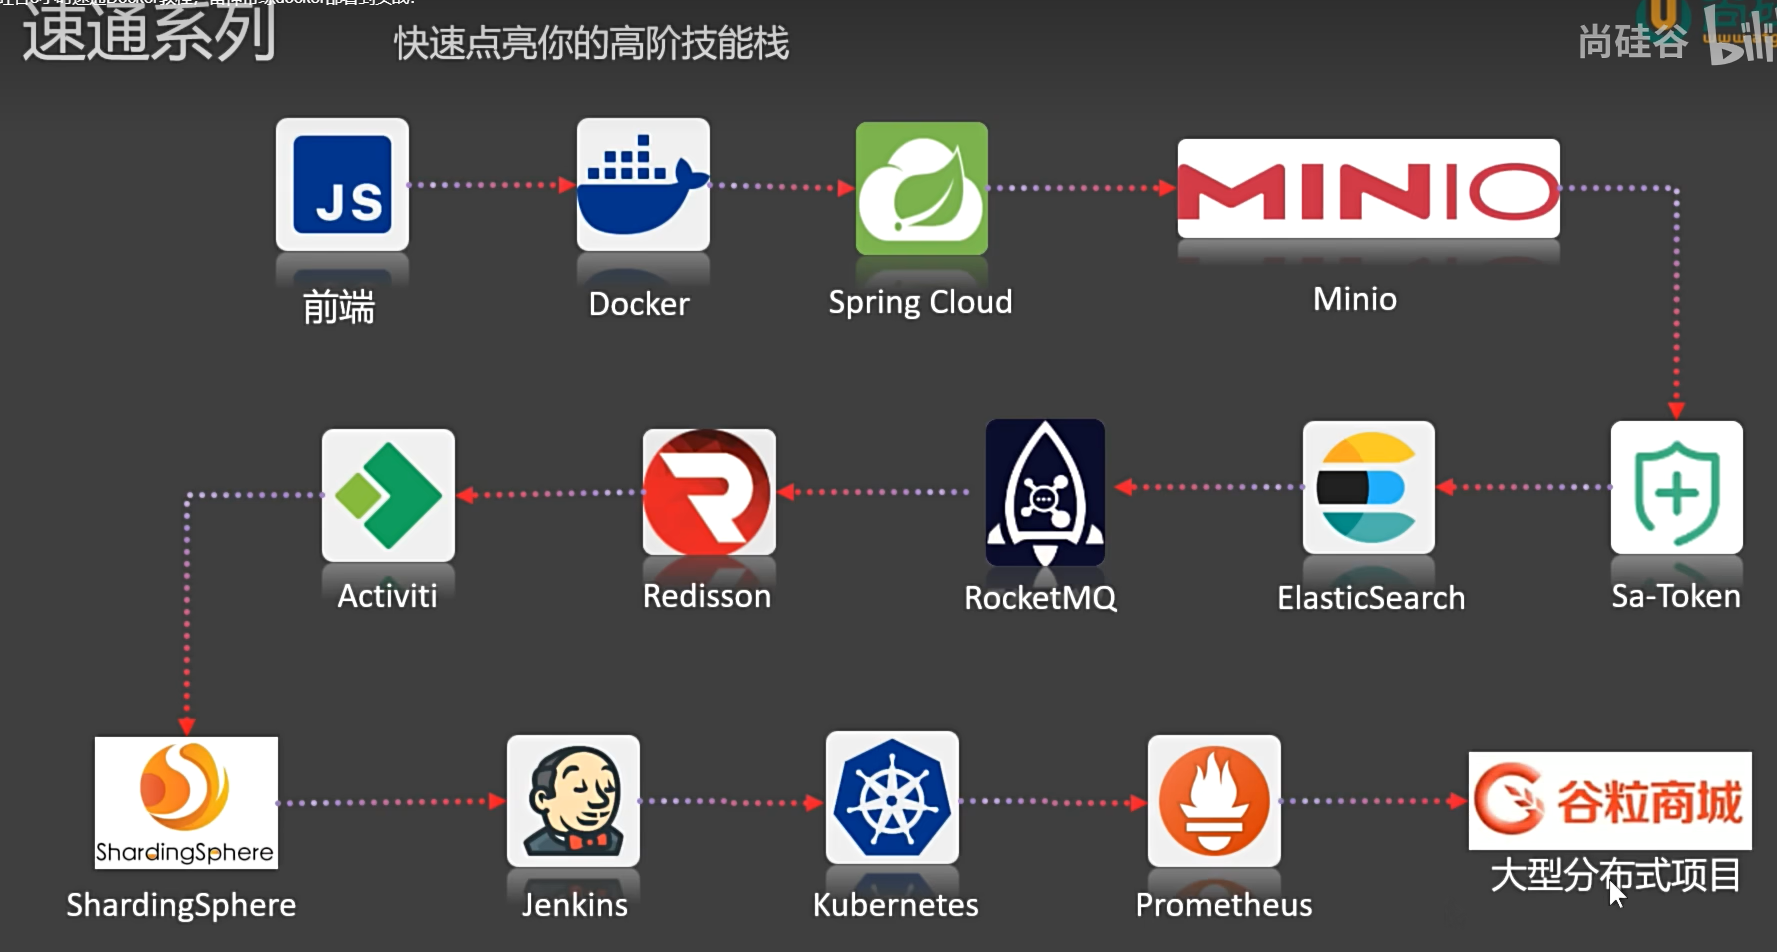 速通系列
快速点亮你的高阶技能栈
尚硅谷
bili
JS
MINIO
前端
Docker
Spring Cloud
Minio
Activiti
Redisson
RocketMQ
ElasticSearch
Sa-Token
ShardingSphere
谷粒商城
大型分布式项目
ShardingSphere
Jenkins
Kubernetes
Prometheus